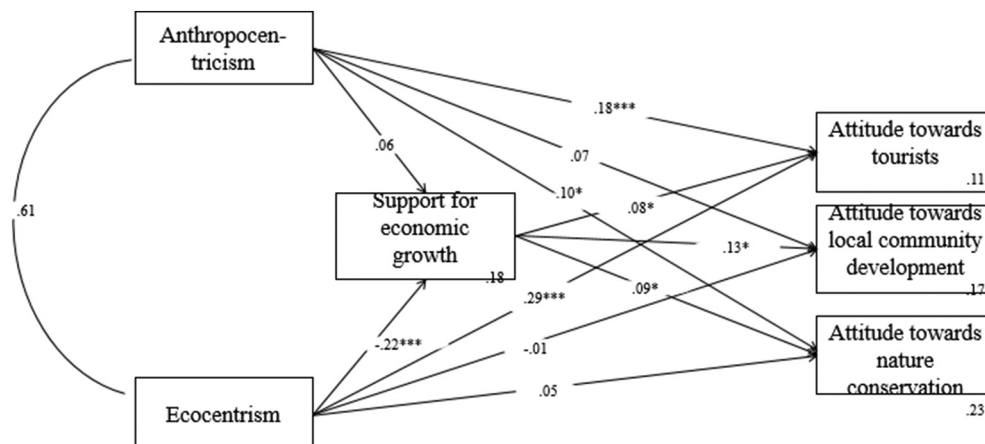 Anthropocen-
tricism
.18***
Attitude towards
tourists
.11
.07
.06
.10*
.61
Support for
economic
growth
.18
.08*
Attitude towards
local community
development
.17
.13*
.29***
.09*
-.22***
-.01
Attitude towards
nature
conservation
.23
.05
Ecocentrism